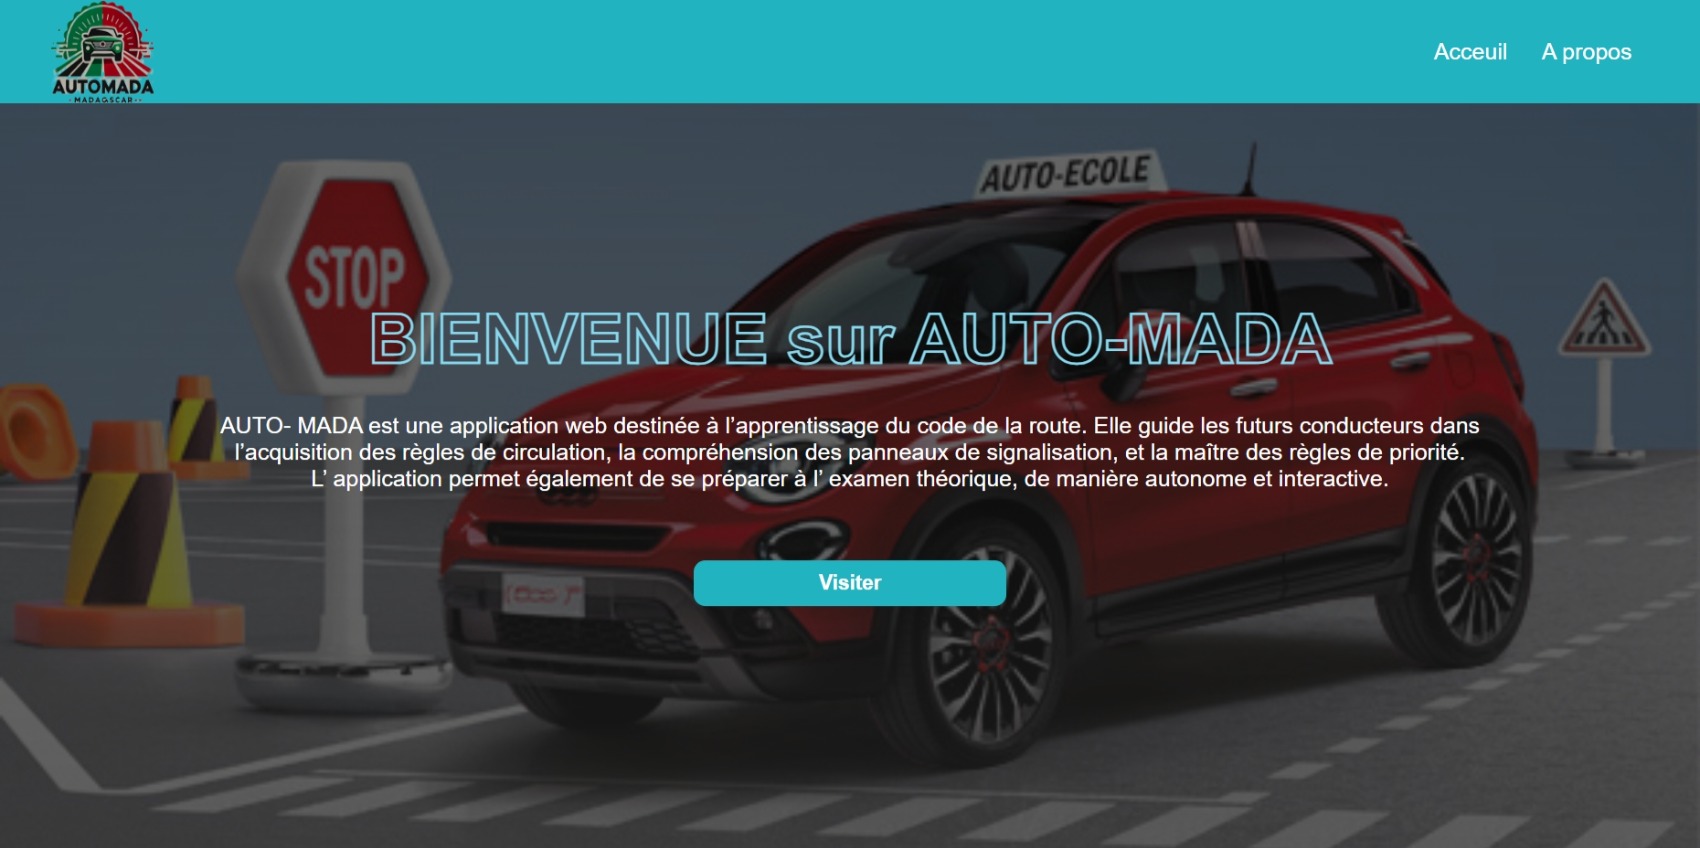 AUTOMADA
MADAGSCAR
Acceuil
A propos
AUTO-ECOLE
STOP
BIENVENUE sur AUTO-MADA
AUTO- MADA est une application web destinée à l’apprentissage du code de la route. Elle guide les futurs conducteurs dans
l’acquisition des règles de circulation, la compréhension des panneaux de signalisation, et la maître des règles de priorité.
L’ application permet également de se préparer à l’ examen théorique, de manière autonome et interactive.
Visiter